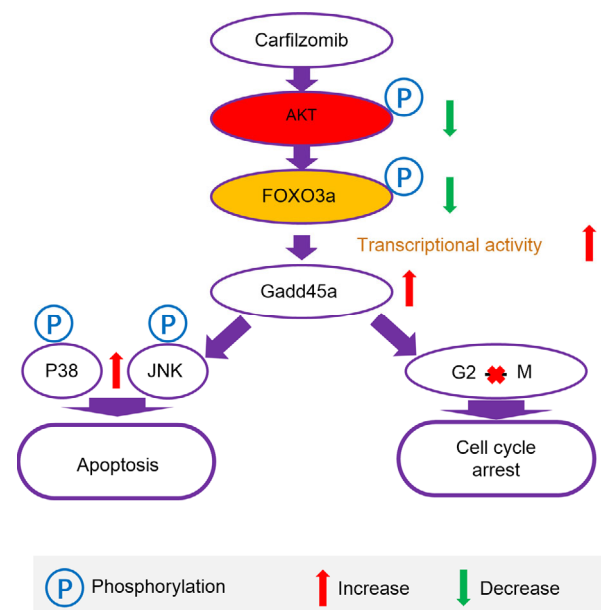 Carfilzomib
AKT
P
FOXO3a
P
Transcriptional activity
Gadd45a
P
P
P38
JNK
G2
M
Apoptosis
Cell cycle
arrest
P
Phosphorylation
Increase
Decrease